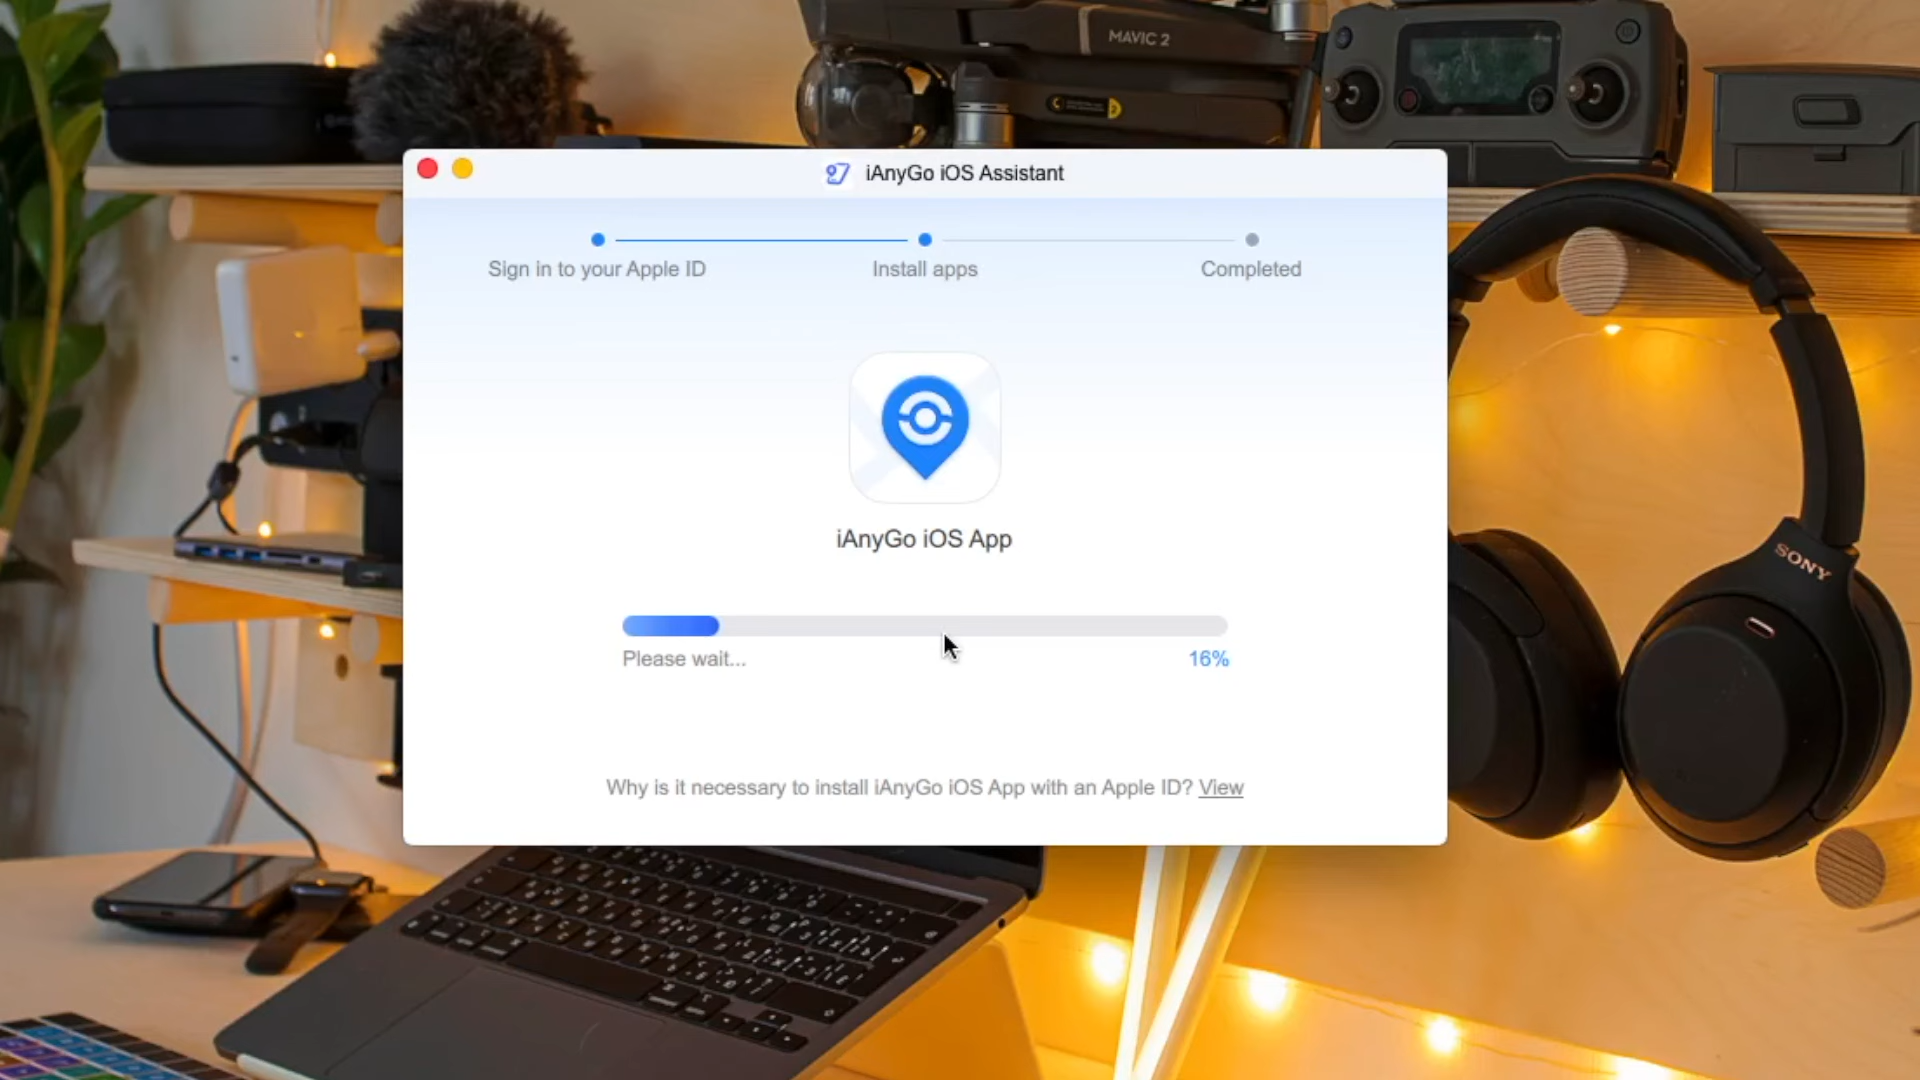 MAVIC 2
iAnyGo iOS Assistant
Sign in to your Apple ID
Install apps
Completed
iAnyGo iOS App
SONY
Please wait...
16%
Why is it necessary to install iAnyGo iOS App with an Apple ID? View